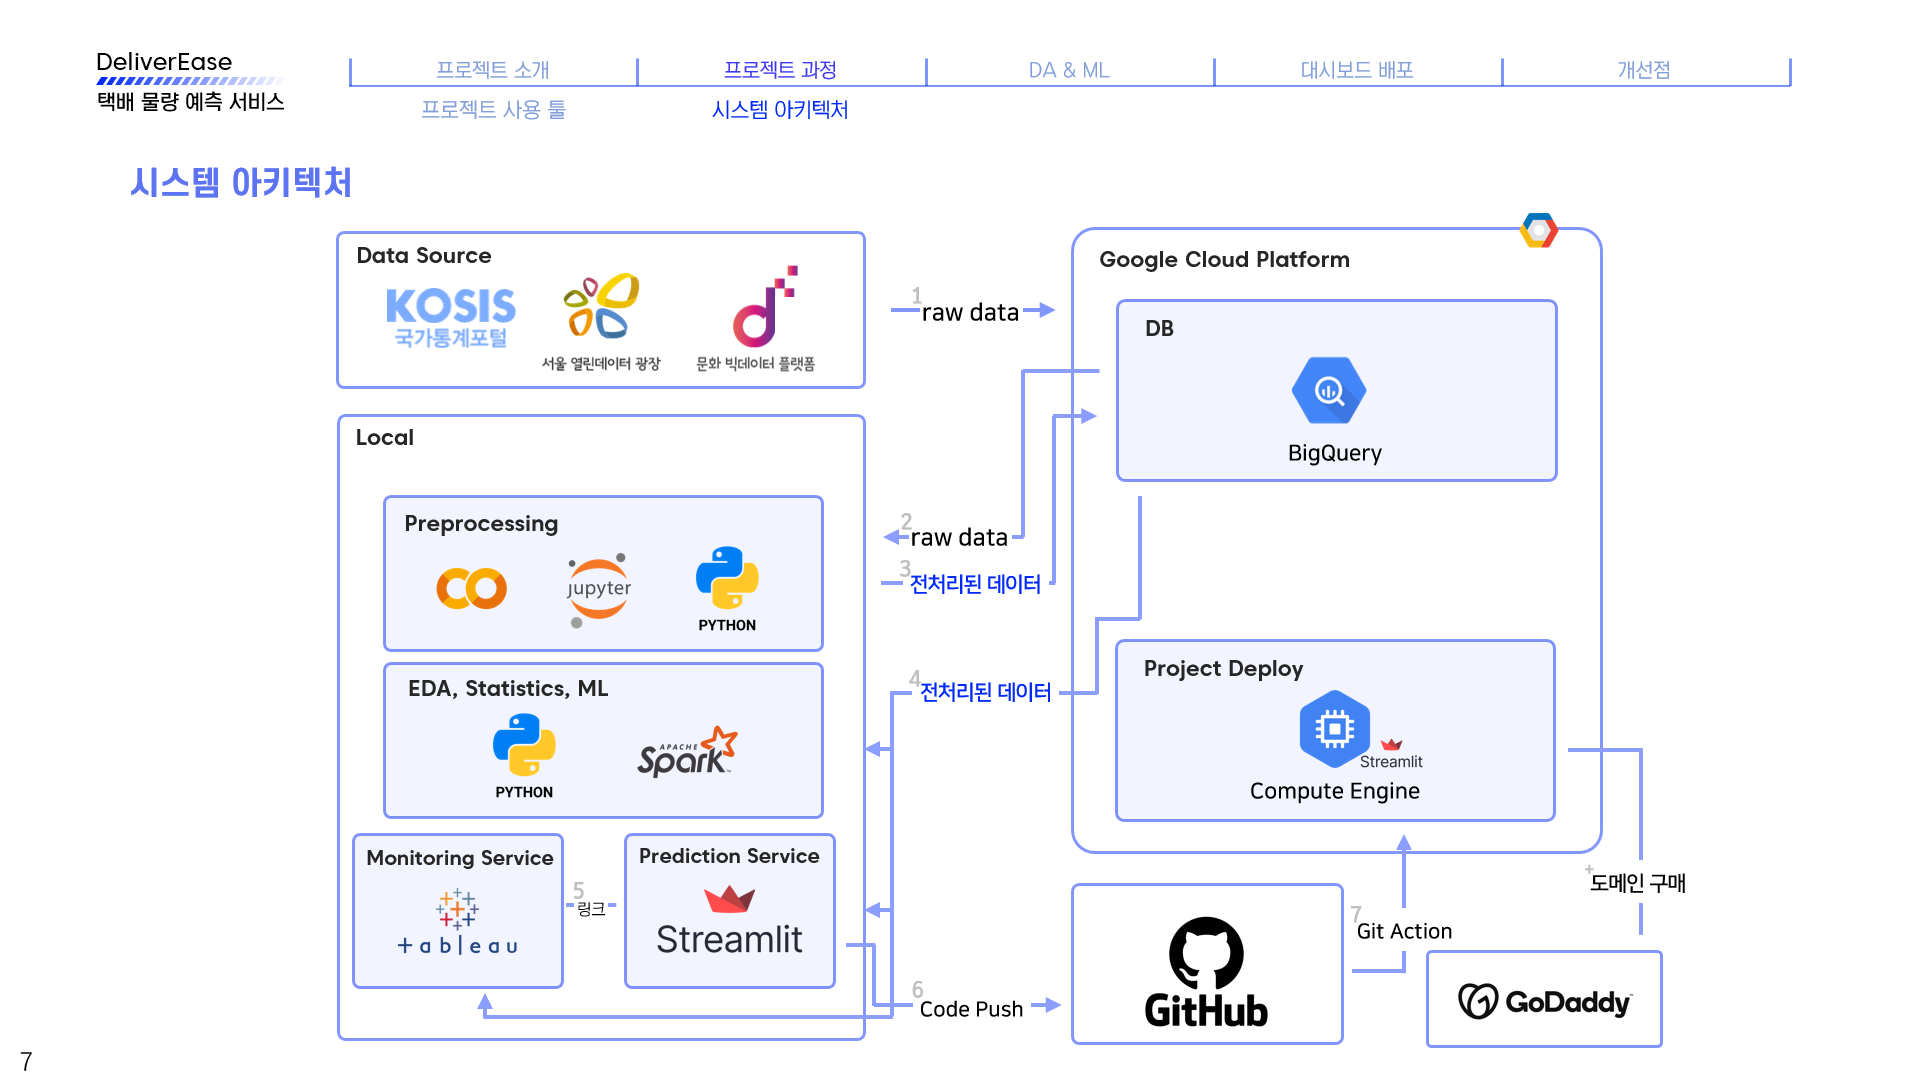 DeliverEase
택배 물량 예측 서비스
프로젝트 소개
프로젝트 과정
DA & ML
대시보드 배포
개선점
프로젝트 사용 툴
시스템 아키텍처
시스템 아키텍처
Data Source
KOSIS
국가통계포털
서울 열린데이터 광장
문화 빅데이터 플랫폼
1
raw data
Google Cloud Platform
DB
BigQuery
Local
Preprocessing
jupyter
PYTHON
2
raw data
3
전처리된 데이터
EDA, Statistics, ML
PYTHON
APACHE
Spark™
4
전처리된 데이터
Project Deploy
Streamlit
Compute Engine
Monitoring Service
+ableau
5
링크
Prediction Service
Streamlit
6
Code Push
GitHub
7
Git Action
+
도메인 구매
GoDaddy™
7